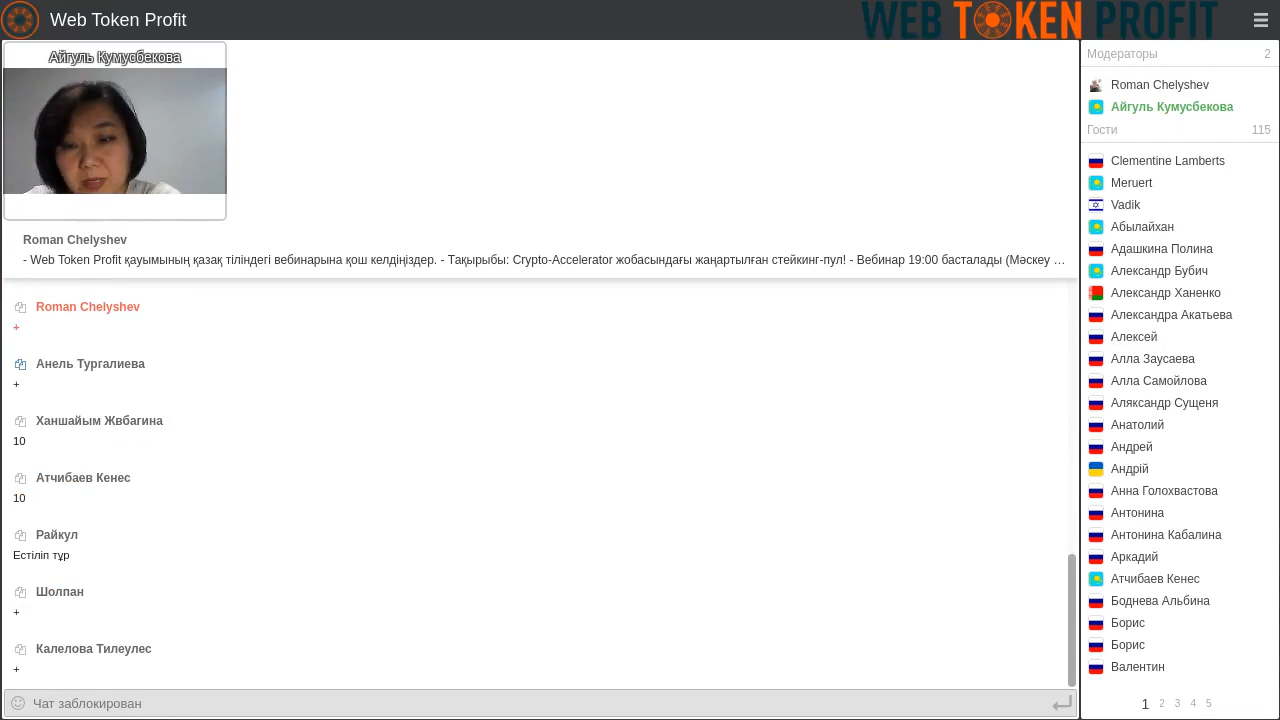 Web Token Profit
WEB TOKEN PROFIT
Айгуль Кумусбекова
Roman Chelyshev
- Web Token Profit қауымының қазақ тіліндегі вебинарына қош келдіңіздер. - Тақырыбы: Crypto-Accelerator жобасындағы жаңартылған стейкинг-пул! - Вебинар 19:00 басталады (Мәскеу …
Roman Chelyshev
+
Анель Тургалиева
+
Ханшайым Жвбагина
10
Атчибаев Кенес
10
Райкул
Естіліп тұр
Шолпан
+
Калелова Тилеулес
+
Чат заблокирован
Модераторы 2
Roman Chelyshev
Айгуль Кумусбекова
Гости 115
Clementine Lamberts
Meruert
Vadik
Абылайхан
Адашкина Полина
Александр Бубич
Александр Ханенко
Александра Акатьева
Алексей
Алла Заусаева
Алла Самойлова
Аляксандр Сущеня
Анатолий
Андрей
Андрій
Анна Голохвастова
Антонина
Антонина Кабалина
Аркадий
Атчибаев Кенес
Боднева Альбина
Борис
Борис
Валентин
1 2 3 4 5